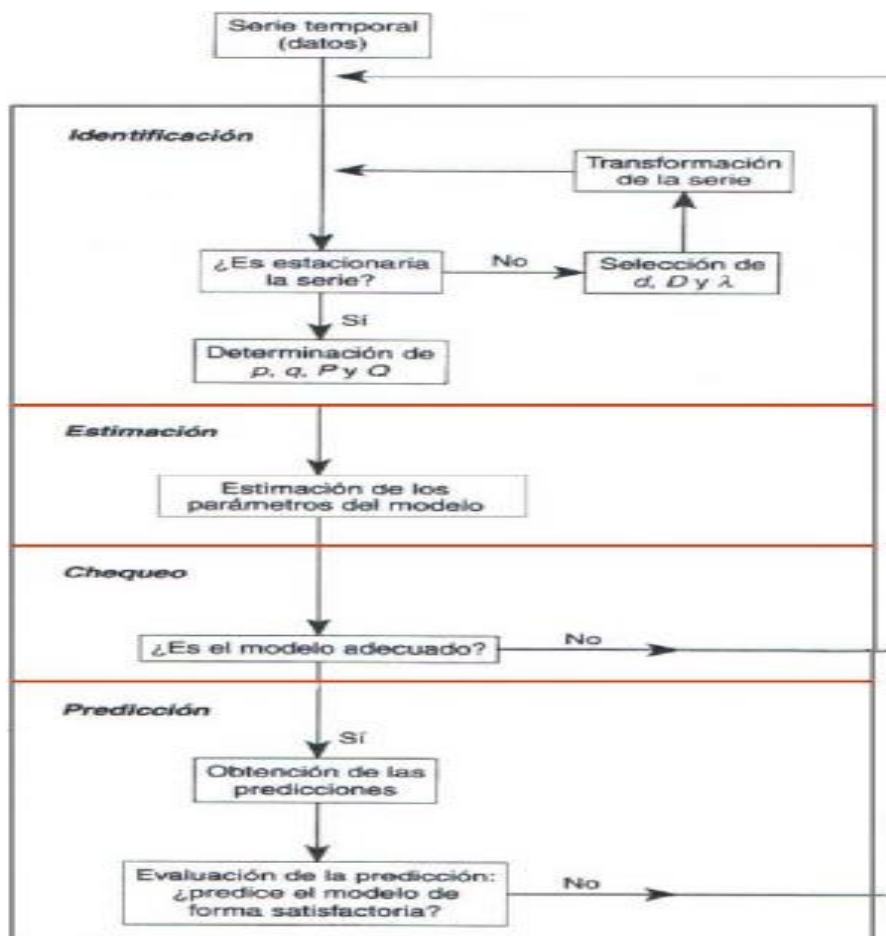 Serie temporal
(datos)
Identificación
Transformación
de la serie
¿Es estacionaria
la serie?
No
Selección de
d, D y λ
Sí
Determinación de
p, q, P y Q
Estimación
Estimación de los
parámetros del modelo
Chequeo
¿Es el modelo adecuado?
No
Predicción
Sí
Obtención de las
predicciones
Evaluación de la predicción:
¿predice el modelo de
forma satisfactoria?
No